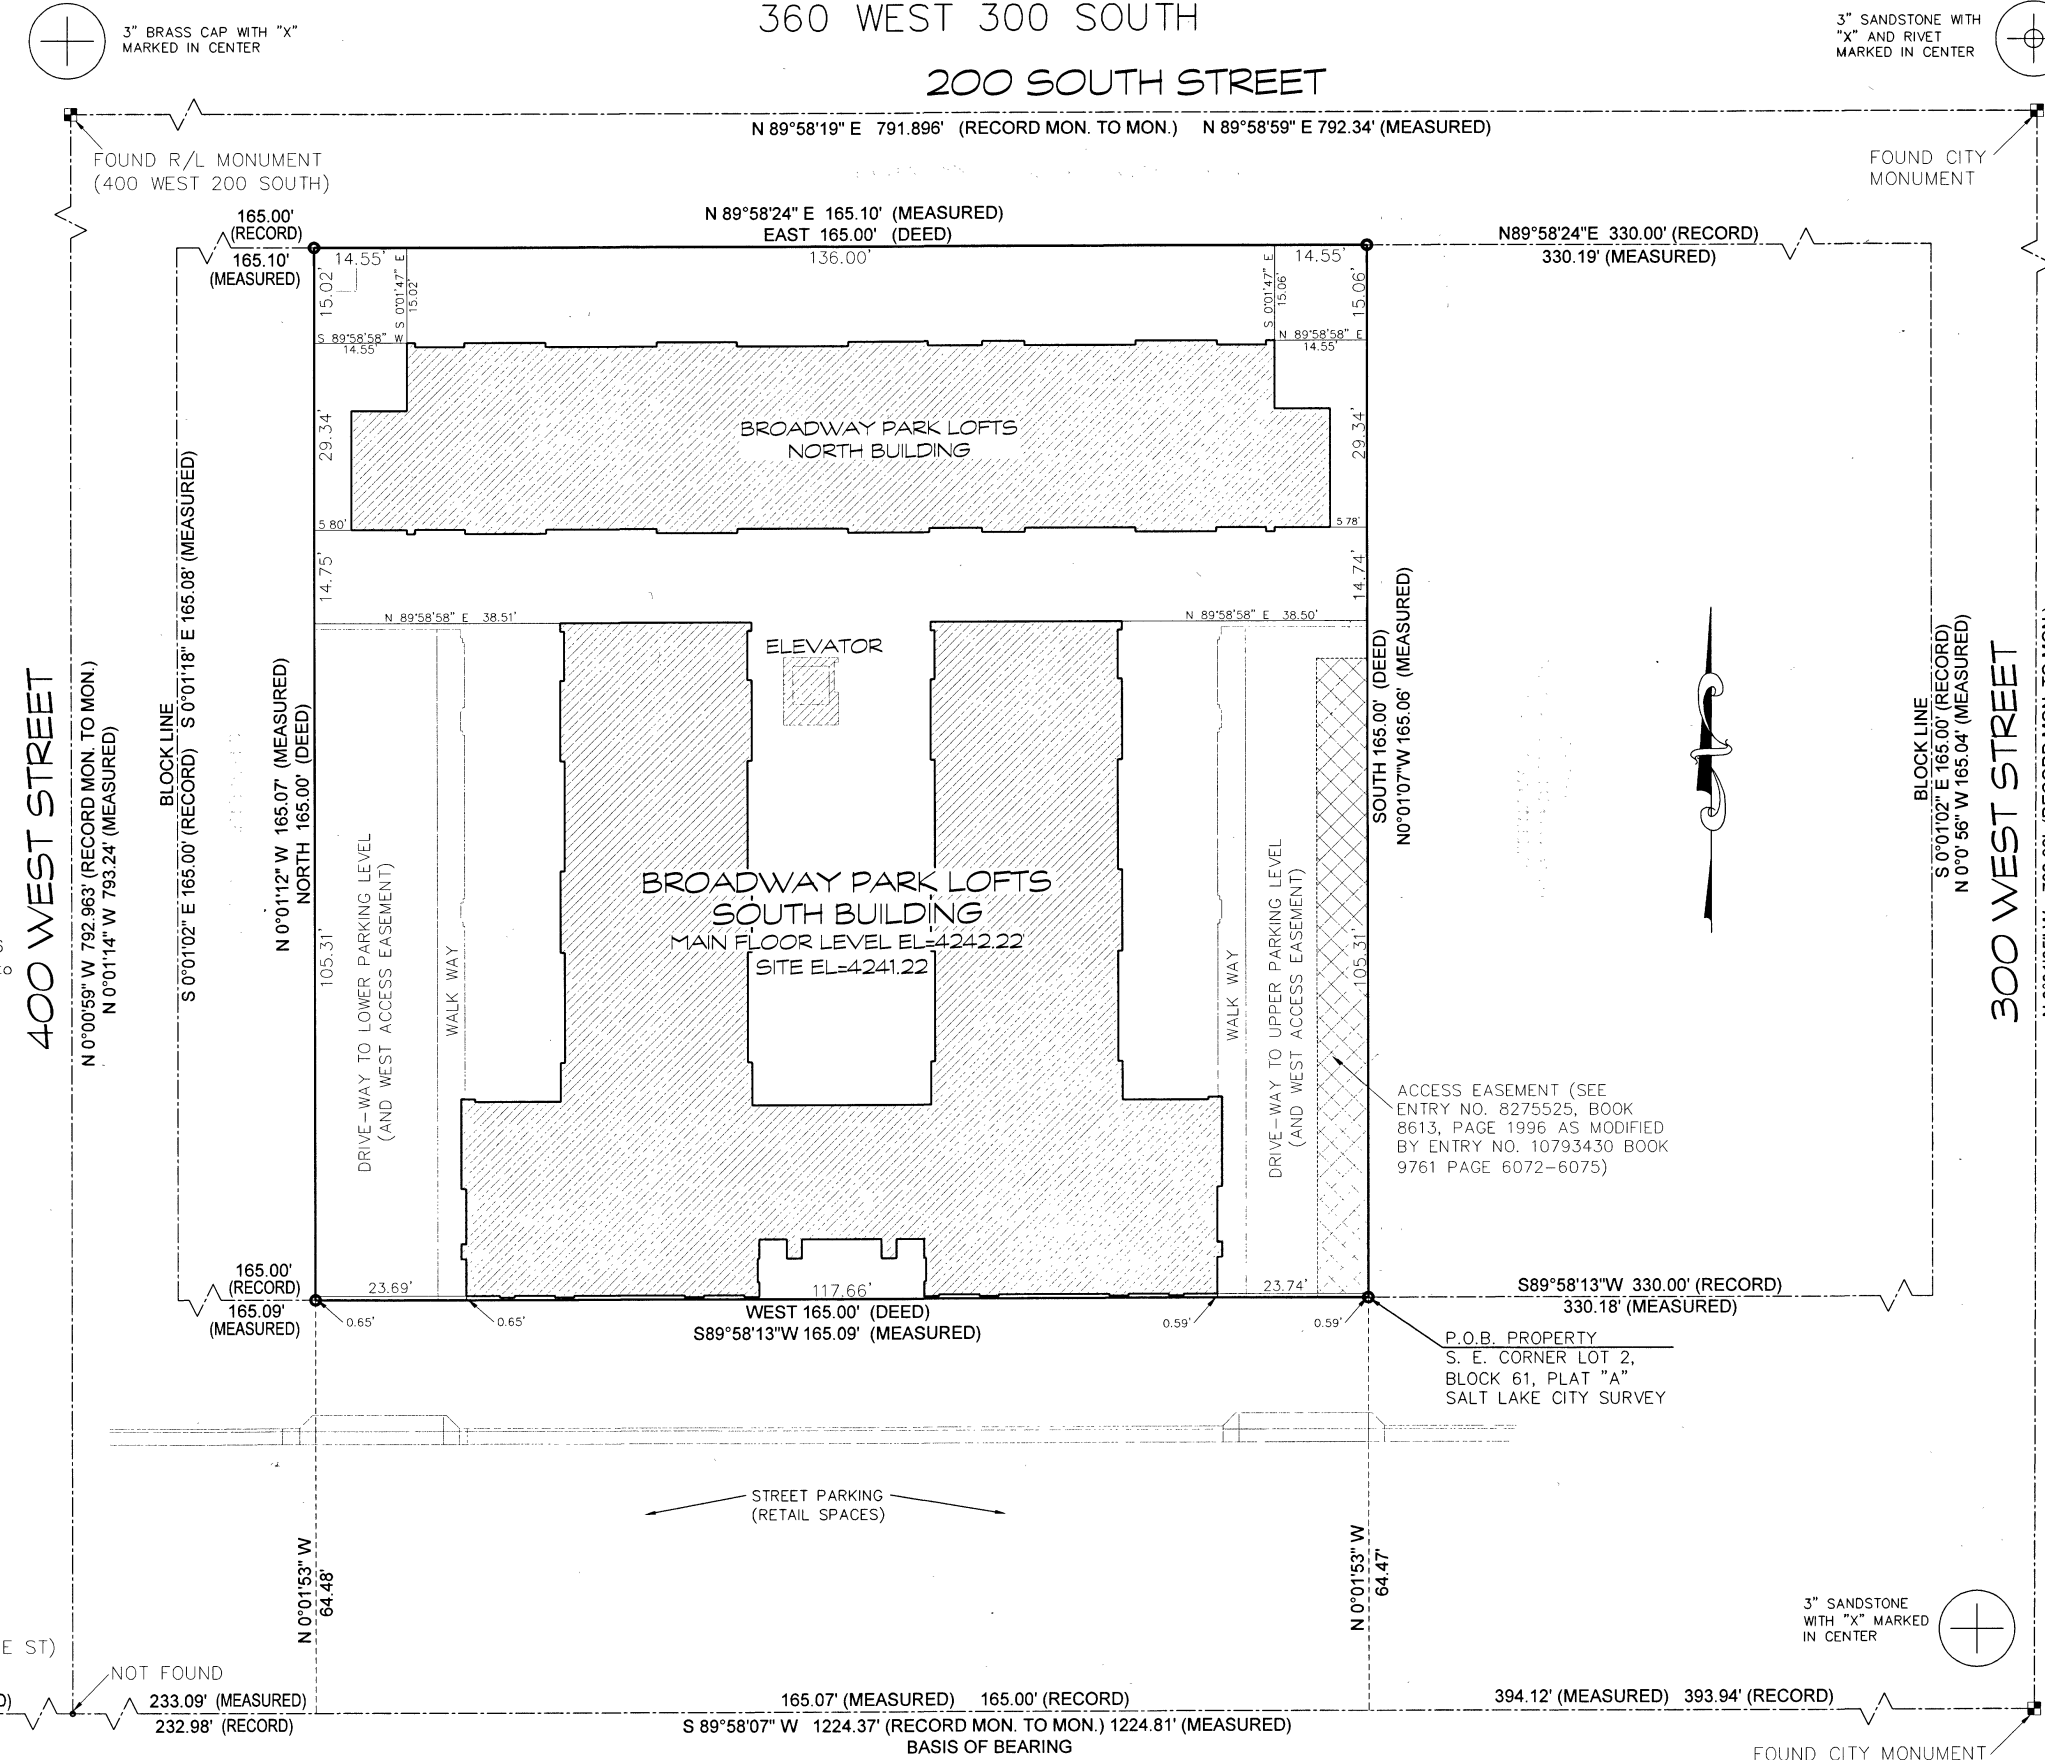 360 WEST 300 SOUTH
3" BRASS CAP WITH "X"
MARKED IN CENTER
3" SANDSTONE WITH
"X" AND RIVET
MARKED IN CENTER
200 SOUTH STREET
N 89°58'19" E 791.896' (RECORD MON. TO MON.) N 89°58'59" E 792.34' (MEASURED)
FOUND R/L MONUMENT
(400 WEST 200 SOUTH)
FOUND CITY
MONUMENT
165.00'
(RECORD)
165.10'
(MEASURED)
N 89°58'24" E 165.10' (MEASURED)
EAST 165.00' (DEED)
136.00'
N89°58'24"E 330.00' (RECORD)
330.19' (MEASURED)
14.55'
15.02'
S 0°01'47" E
15.02'
S 89°58'58" W
14.55'
14.55'
15.06'
S 0°01'47" E
15.06'
N 89°58'58" E
14.55'
BROADWAY PARK LOFTS
NORTH BUILDING
29.34'
29.34'
5.80'
5.78'
14.75'
14.74'
N 89°58'58" E 38.51'
N 89°58'58" E 38.50'
ELEVATOR
400 WEST STREET
N 0°00'59" W 792.963' (RECORD MON. TO MON.)
N 0°01'14" W 793.24' (MEASURED)
BLOCK LINE
S 0°01'02" E 165.00' (RECORD) S 0°01'18" E 165.08' (MEASURED)
N 0°01'12" W 165.07' (MEASURED)
NORTH 165.00' (DEED)
105.31'
DRIVE-WAY TO LOWER PARKING LEVEL
(AND WEST ACCESS EASEMENT)
WALK WAY
BROADWAY PARK LOFTS
SOUTH BUILDING
MAIN FLOOR LEVEL EL=4242.22'
SITE EL=4241.22
WALK WAY
DRIVE-WAY TO UPPER PARKING LEVEL
(AND WEST ACCESS EASEMENT)
105.31'
SOUTH 165.00' (DEED)
N0°01'07"W 165.06' (MEASURED)
BLOCK LINE
S 0°01'02" E 165.00' (RECORD)
N 0°0' 56" W 165.04' (MEASURED)
300 WEST STREET
ACCESS EASEMENT (SEE
ENTRY NO. 8275525, BOOK
8613, PAGE 1996 AS MODIFIED
BY ENTRY NO. 10793430 BOOK
9761 PAGE 6072-6075)
165.00'
(RECORD)
165.09'
(MEASURED)
23.69'
117.66'
23.74'
0.65'
0.65'
0.59'
0.59'
WEST 165.00' (DEED)
S89°58'13"W 165.09' (MEASURED)
S89°58'13"W 330.00' (RECORD)
330.18' (MEASURED)
P.O.B. PROPERTY
S. E. CORNER LOT 2,
BLOCK 61, PLAT "A"
SALT LAKE CITY SURVEY
STREET PARKING
(RETAIL SPACES)
N 0°01'53" W
64.48'
N 0°01'53" W
64.47'
3" SANDSTONE
WITH "X" MARKED
IN CENTER
E ST)
NOT FOUND
233.09' (MEASURED)
232.98' (RECORD)
165.07' (MEASURED) 165.00' (RECORD)
394.12' (MEASURED) 393.94' (RECORD)
S 89°58'07" W 1224.37' (RECORD MON. TO MON.) 1224.81' (MEASURED)
BASIS OF BEARING
FOUND CITY MONUMENT